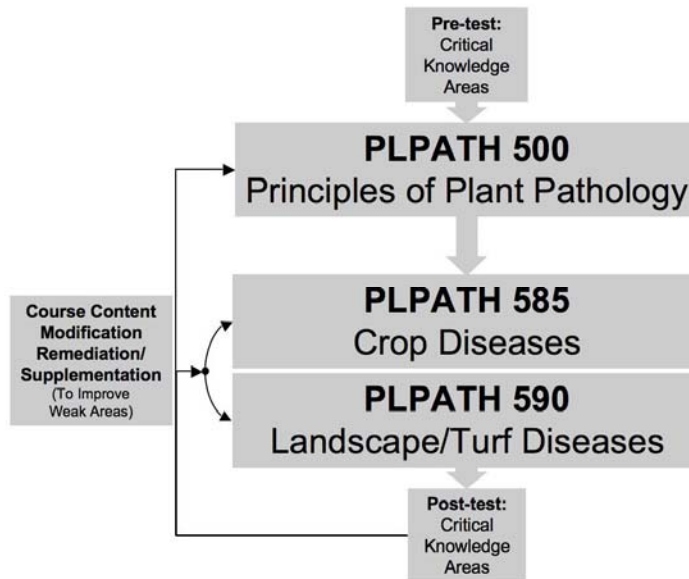 Pre-test:
Critical
Knowledge
Areas
PLPATH 500
Principles of Plant Pathology
PLPATH 585
Crop Diseases
Course Content
Modification
Remediation/
Supplementation
(To Improve
Weak Areas)
PLPATH 590
Landscape/Turf Diseases
Post-test:
Critical
Knowledge
Areas